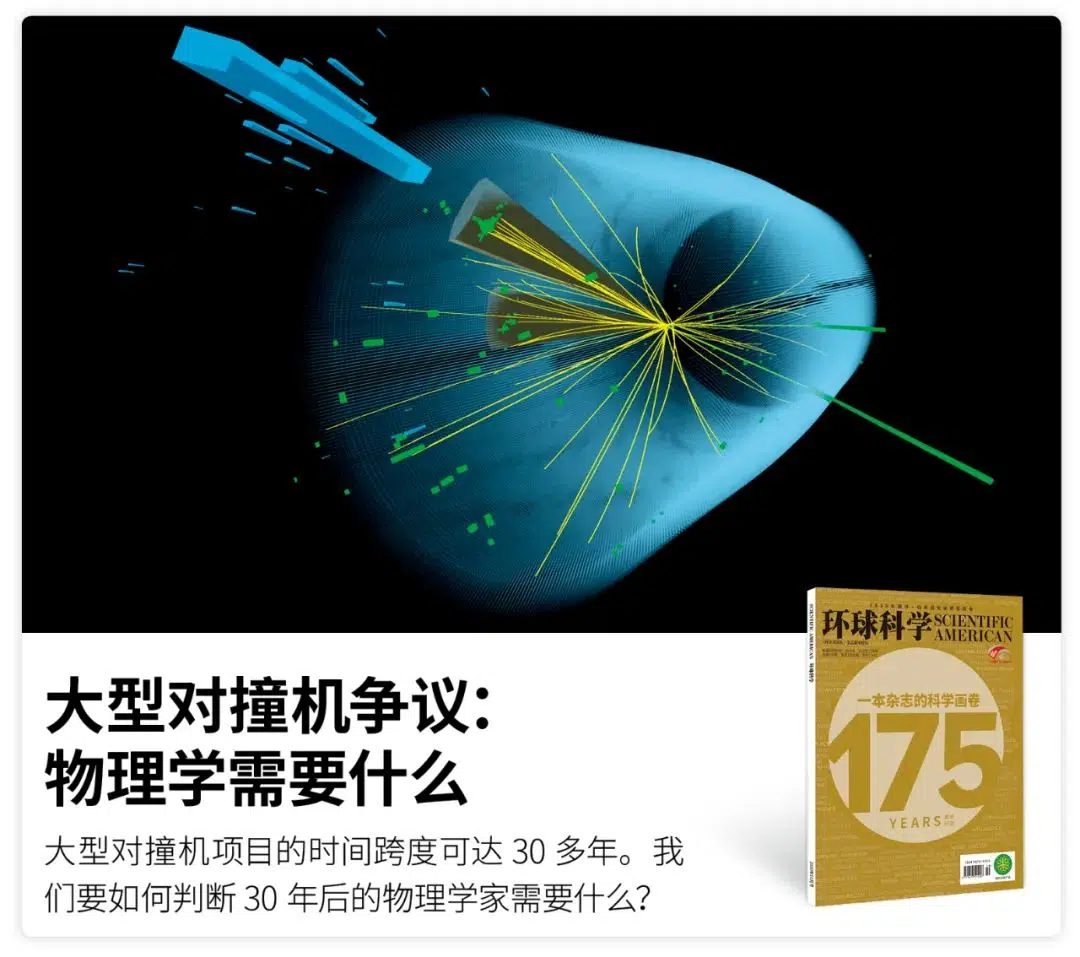 环球科学 SCIENTIFIC
AMERICAN
一本杂志的科学画卷
175
YEARS
大型对撞机争议：
物理学需要什么
大型对撞机项目的时间跨度可达 30 多年。我
们要如何判断 30 年后的物理学家需要什么？